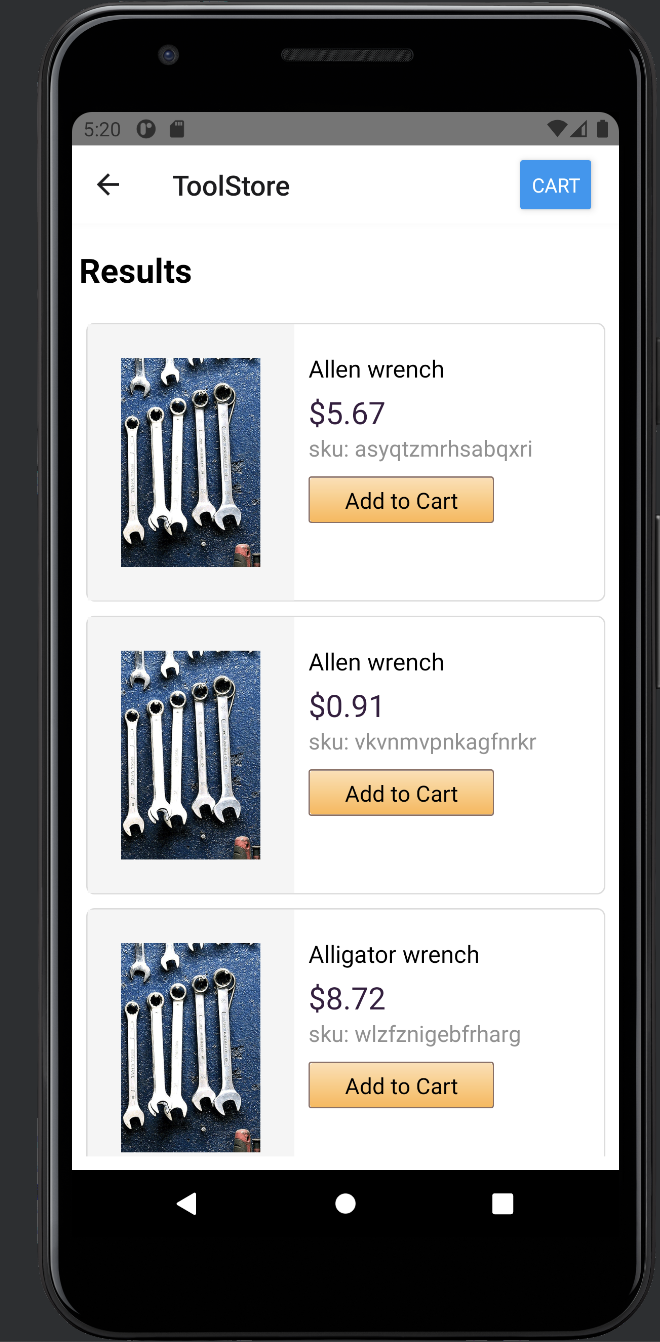 5:20
ToolStore
CART
Results
Allen wrench
$5.67
sku: asyqtzmrhsabqxri
Add to Cart
Allen wrench
$0.91
sku: vkvnmvpnkagfnrkr
Add to Cart
Alligator wrench
$8.72
sku: wlzfznigebfrharg
Add to Cart